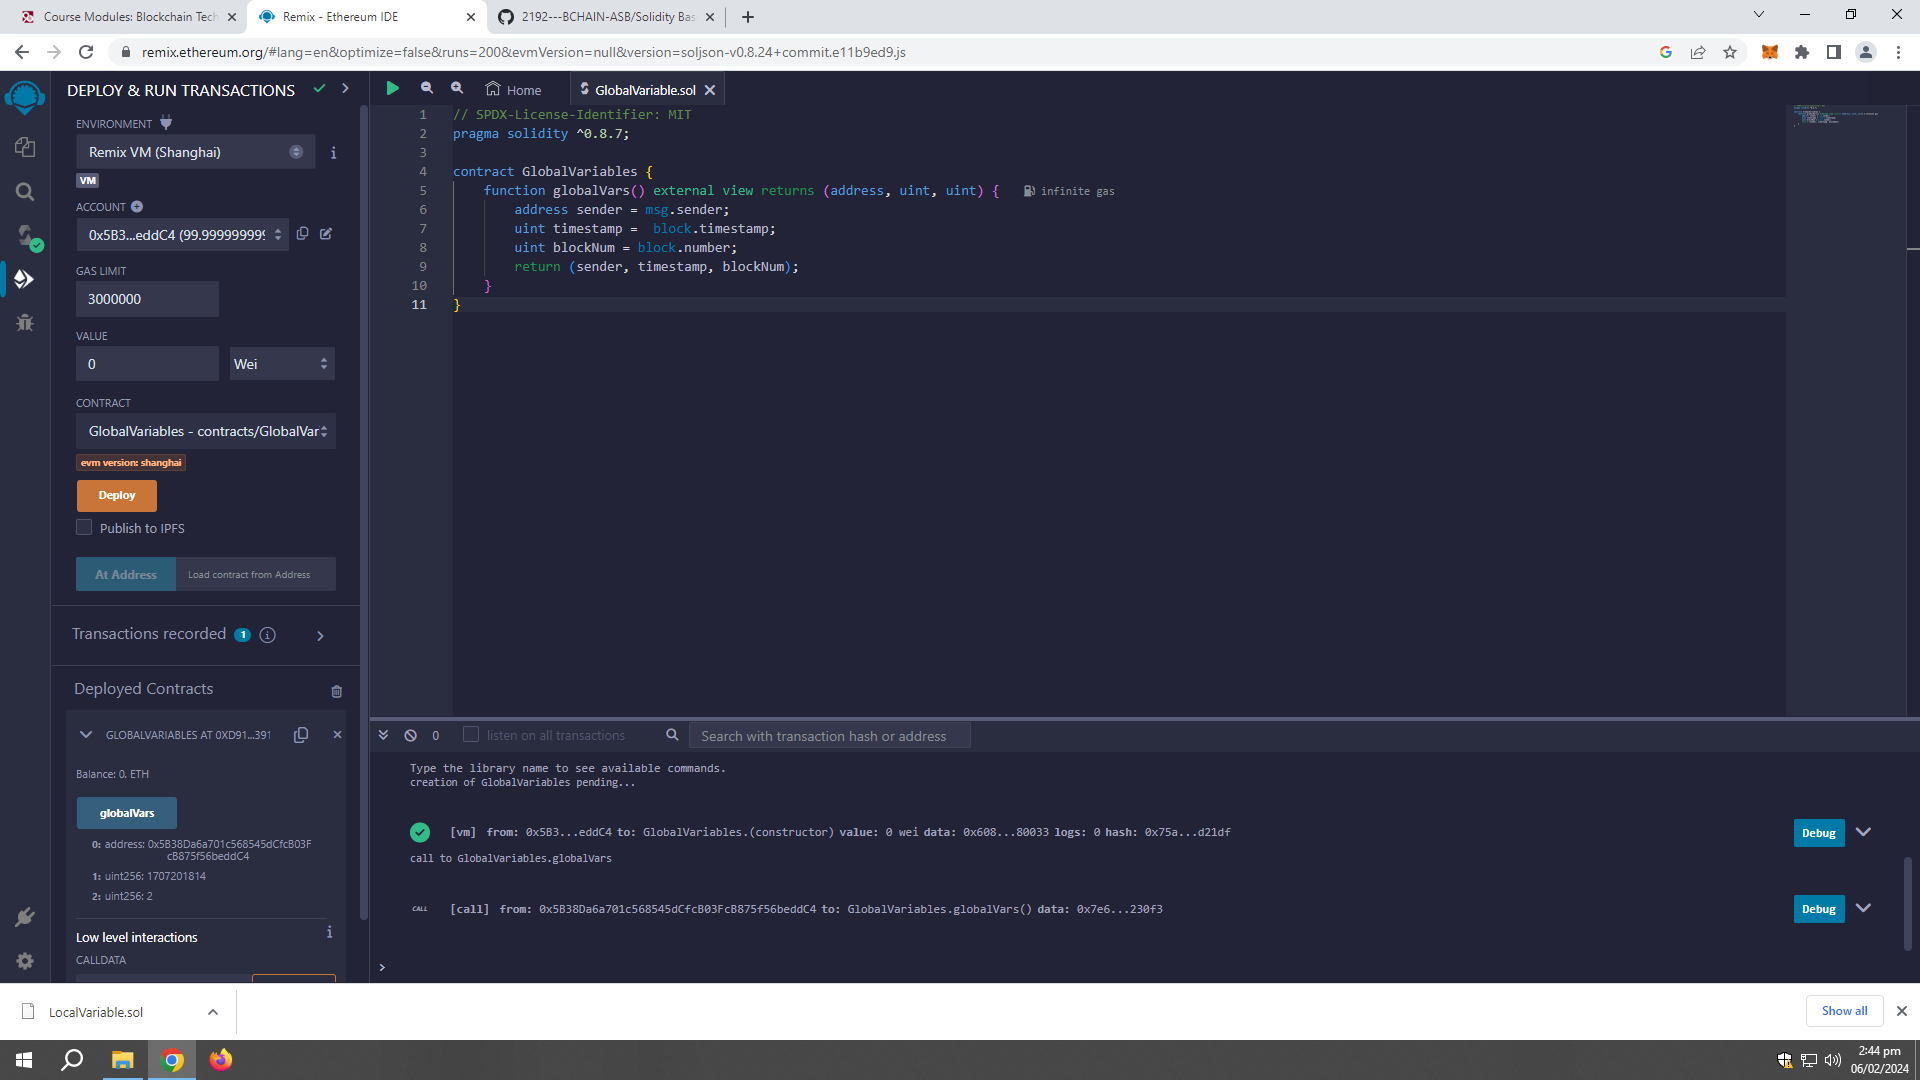 Course Modules: Blockchain Tech
Remix - Ethereum IDE
2192---BCHAIN-ASB/Solidity Bas
remix.ethereum.org/#lang=en&optimize=false&runs=200&evmVersion=null&version=soljson-v0.8.24+commit.e11b9ed9.js
DEPLOY & RUN TRANSACTIONS
ENVIRONMENT
Remix VM (Shanghai)
VM
ACCOUNT
0x5B3...eddC4 (99.9999999999
GAS LIMIT
3000000
VALUE
0
Wei
CONTRACT
GlobalVariables - contracts/GlobalVar
evm version: shanghai
Deploy
Publish to IPFS
At Address
Load contract from Address
Transactions recorded 1
Deployed Contracts
GLOBALVARIABLES AT 0XD91...391
Balance: 0. ETH
globalVars
0: address: 0x5B38Da6a701c568545dCfcB03F
cB875f56beddC4
1: uint256: 1707201814
2: uint256: 2
Low level interactions
CALLDATA
Home
GlobalVariable.sol
1 // SPDX-License-Identifier: MIT
2 pragma solidity ^0.8.7;
3
4 contract GlobalVariables {
5 function globalVars() external view returns (address, uint, uint) { infinite gas
6 address sender = msg.sender;
7 uint timestamp =  block.timestamp;
8 uint blockNum = block.number;
9 return (sender, timestamp, blockNum);
10 }
11 }
0
listen on all transactions
Search with transaction hash or address
Type the library name to see available commands.
creation of GlobalVariables pending...
[vm] from: 0x5B3...eddC4 to: GlobalVariables.(constructor) value: 0 wei data: 0x608...80033 logs: 0 hash: 0x75a...d21df
Debug
call to GlobalVariables.globalVars
CALL [call] from: 0x5B38Da6a701c568545dCfcB03FcB875f56beddC4 to: GlobalVariables.globalVars() data: 0x7e6...230f3
Debug
>
LocalVariable.sol
Show all
2:44 pm
06/02/2024